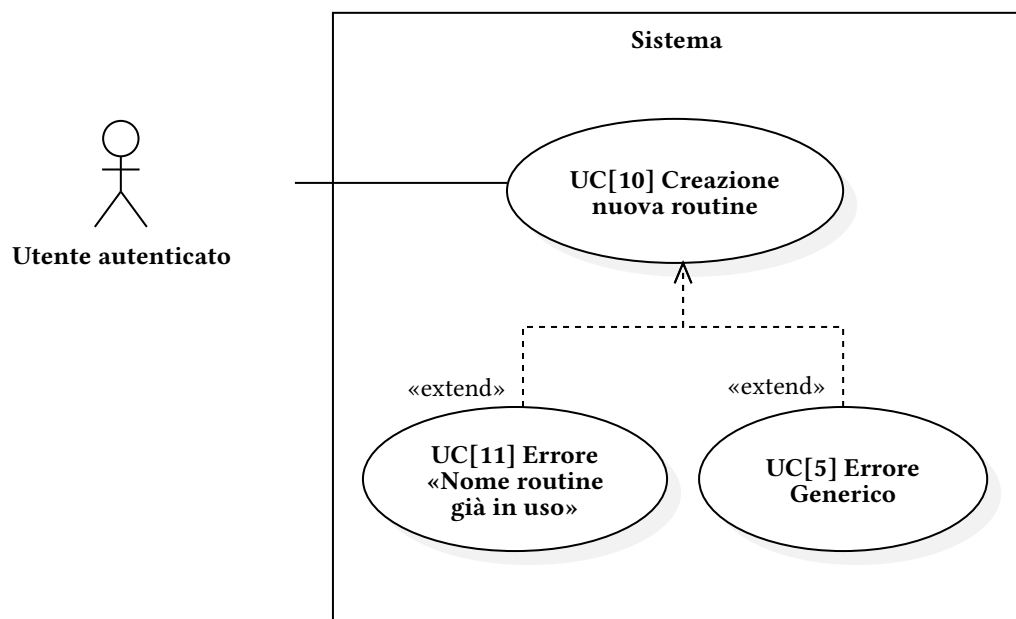 Sistema
UC[10] Creazione
nuova routine
Utente autenticato
«extend»
«extend»
UC[11] Errore
«Nome routine
già in uso»
UC[5] Errore
Generico